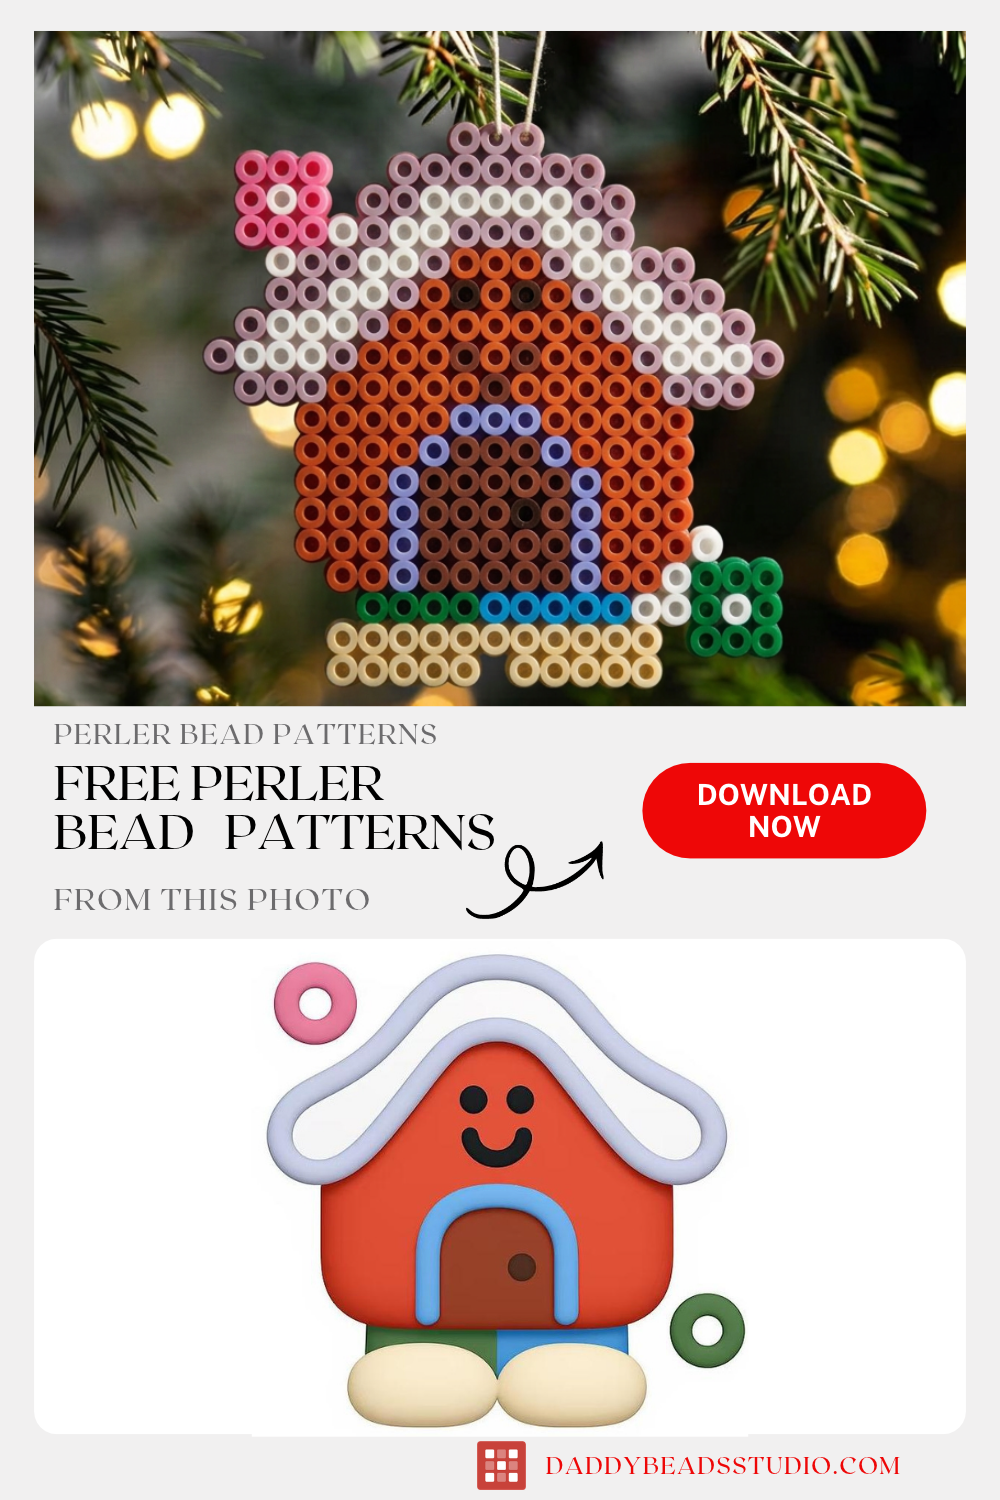 PERLER BEAD PATTERNS
FREE PERLER
BEAD PATTERNS
DOWNLOAD
NOW
FROM THIS PHOTO
DADDYBEADSSTUDIO.COM